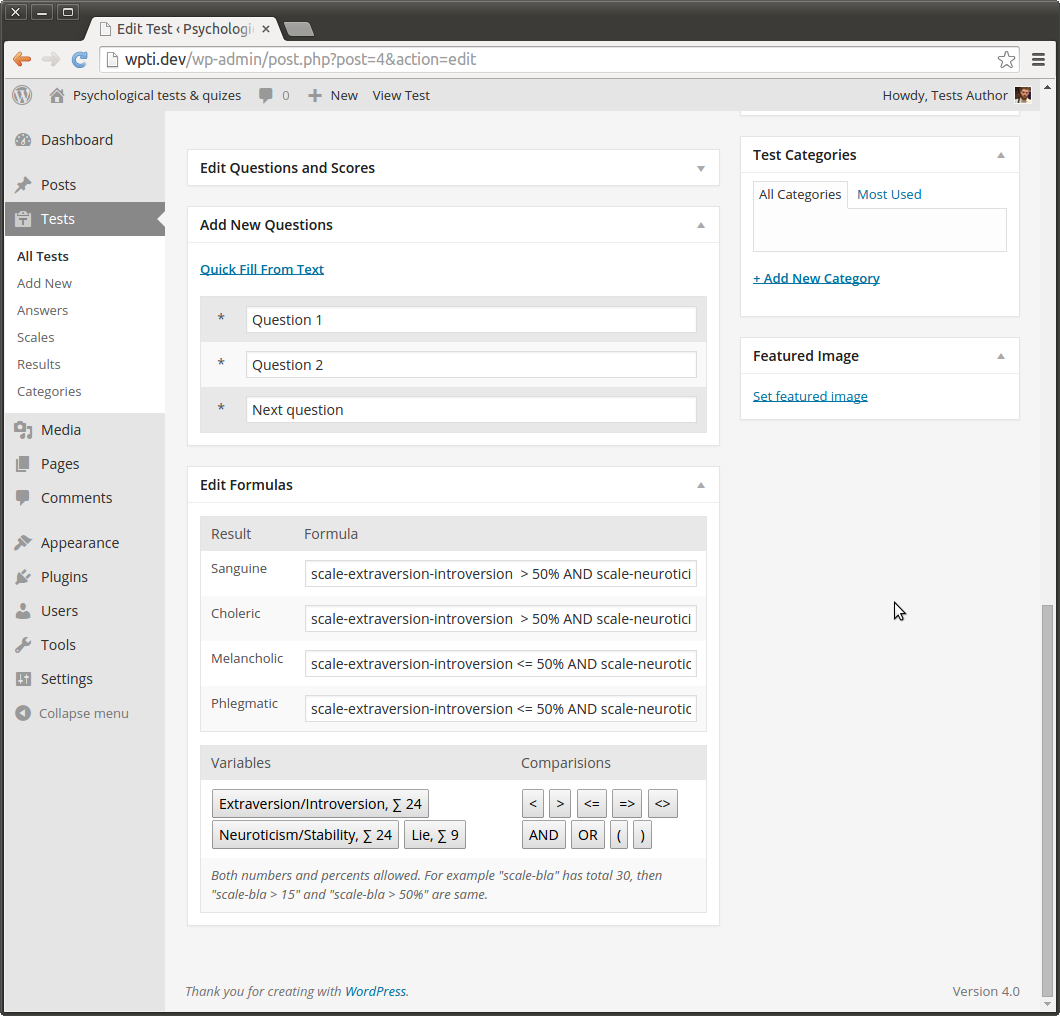 Edit Test ‹ Psychologi
wpti.dev/wp-admin/post.php?post=4&action=edit
Psychological tests & quizes 0 + New View Test Howdy, Tests Author
Dashboard
Posts
Tests
All Tests
Add New
Answers
Scales
Results
Categories
Media
Pages
Comments
Appearance
Plugins
Users
Tools
Settings
Collapse menu
Edit Questions and Scores
Add New Questions
Quick Fill From Text
* Question 1
* Question 2
* Next question
Edit Formulas
Result Formula
Sanguine scale-extraversion-introversion > 50% AND scale-neurotici
Choleric scale-extraversion-introversion > 50% AND scale-neurotici
Melancholic scale-extraversion-introversion <= 50% AND scale-neurotic
Phlegmatic scale-extraversion-introversion <= 50% AND scale-neurotic
Variables Comparisions
Extraversion/Introversion, ∑ 24 < > <= => <>
Neuroticism/Stability, ∑ 24 Lie, ∑ 9 AND OR ( )
Both numbers and percents allowed. For example "scale-bla" has total 30, then
"scale-bla > 15" and "scale-bla > 50%" are same.
Test Categories
All Categories Most Used
+ Add New Category
Featured Image
Set featured image
Thank you for creating with WordPress. Version 4.0